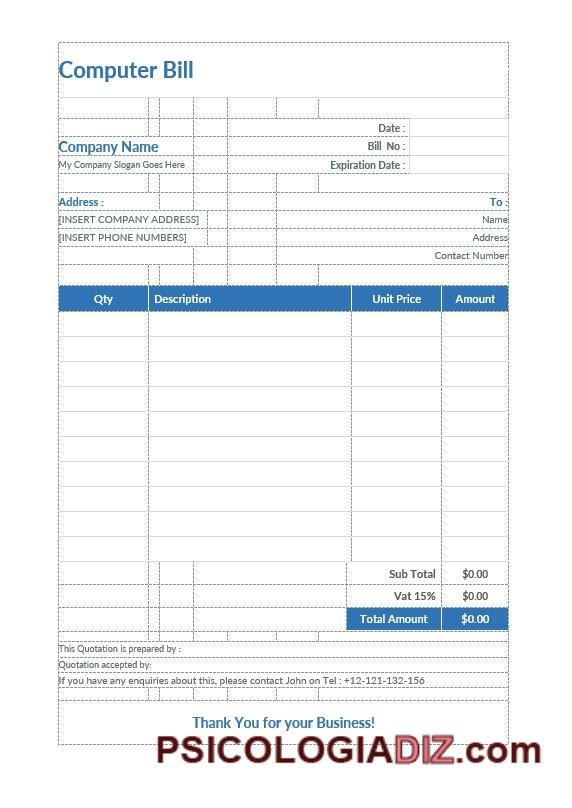 Computer Bill
Date :
Company Name
Bill No :
My Company Slogan Goes Here
Expiration Date :
Address :
To :
[INSERT COMPANY ADDRESS]
Name
[INSERT PHONE NUMBERS]
Address
Contact Number
Qty Description Unit Price Amount
Sub Total $0.00
Vat 15% $0.00
Total Amount $0.00
This Quotation is prepared by :
Quotation accepted by:
If you have any enquiries about this, please contact John on Tel : +12-121-132-156
Thank You for your Business!
PSICOLOGIADIZ.com